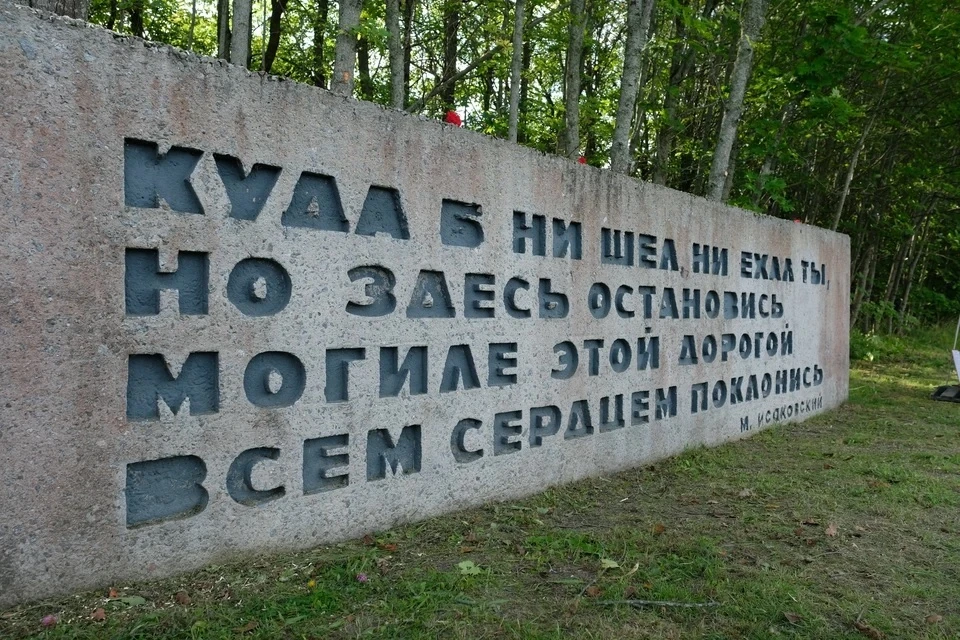 КУДА Б НИ ШЕЛ, НИ ЕХАЛ ТЫ,
НО ЗДЕСЬ ОСТАНОВИСЬ,
МОГИЛЕ ЭТОЙ ДОРОГОЙ
ВСЕМ СЕРДЦЕМ ПОКЛОНИСЬ
М. ИСАКОВСКИЙ